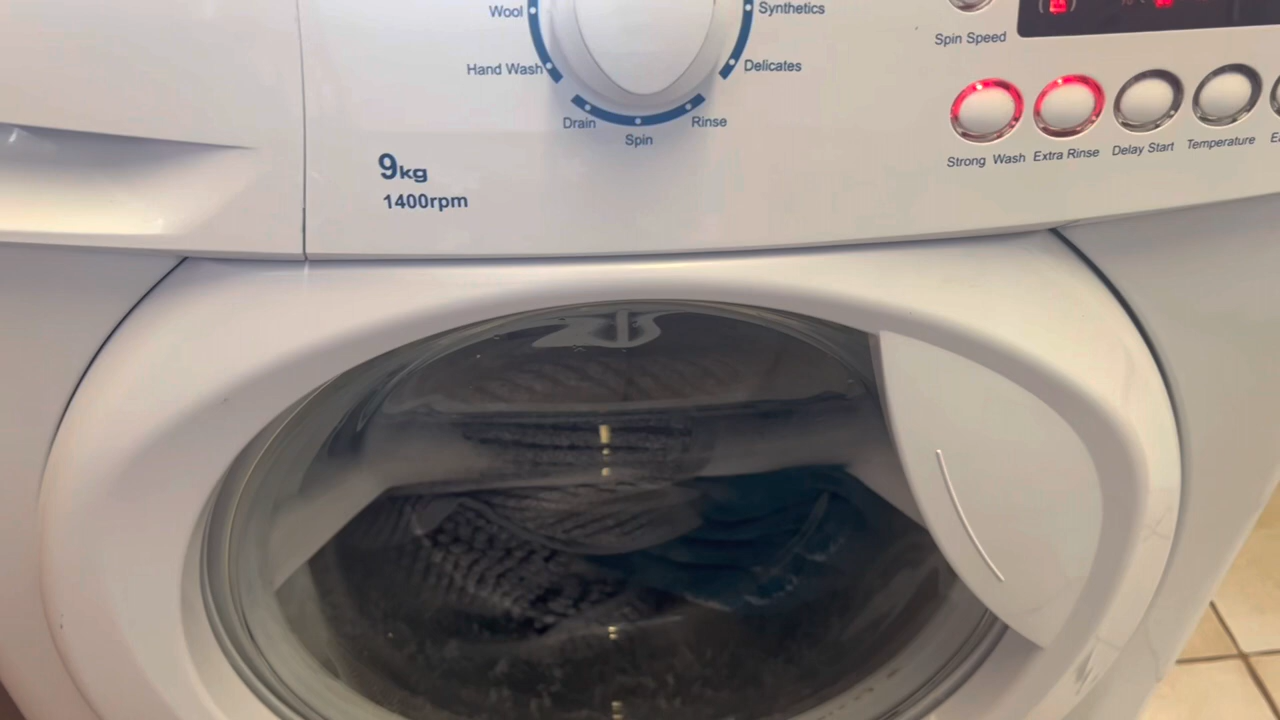 Wool
Synthetics
Hand Wash
Delicates
Drain
Spin
Rinse
9kg
1400rpm
Spin Speed
Strong Wash
Extra Rinse
Delay Start
Temperature